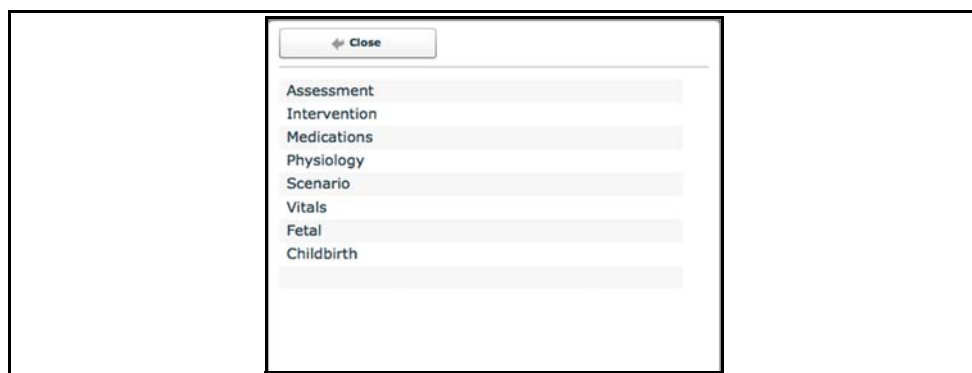 Close
Assessment
Intervention
Medications
Physiology
Scenario
Vitals
Fetal
Childbirth